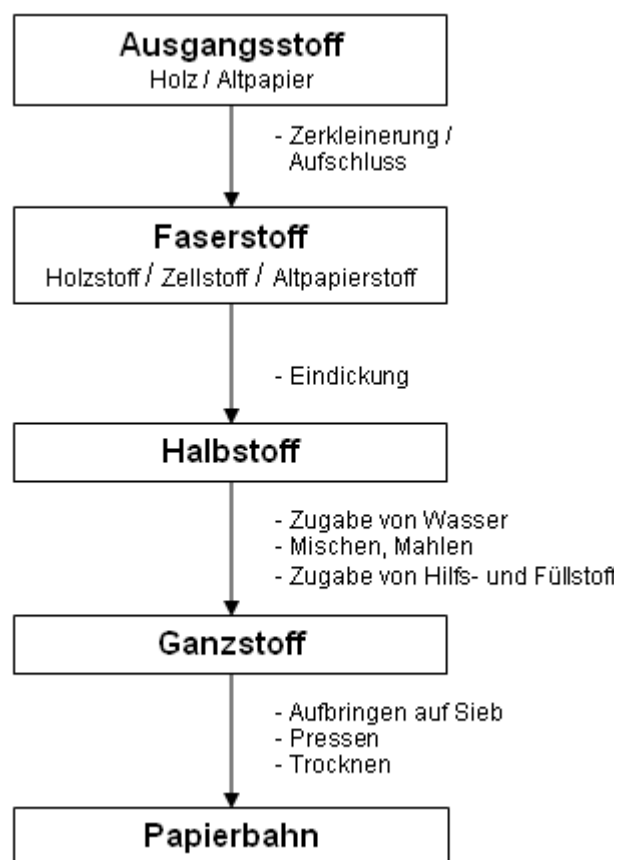 Ausgangsstoff
Holz / Altpapier
- Zerkleinerung /
Aufschluss
Faserstoff
Holzstoff / Zellstoff / Altpapierstoff
- Eindickung
Halbstoff
- Zugabe von Wasser
- Mischen, Mahlen
- Zugabe von Hilfs- und Füllstoff
Ganzstoff
- Aufbringen auf Sieb
- Pressen
- Trocknen
Papierbahn